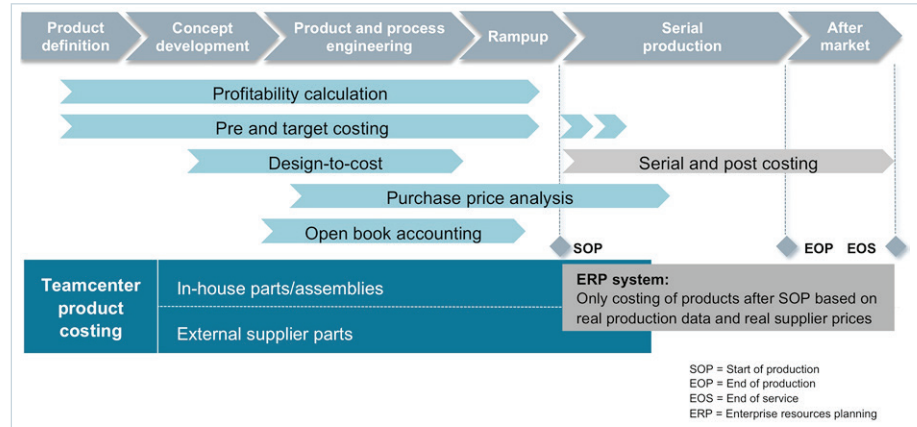 Product
definition
Concept
development
Product and process
engineering
Rampup
Serial
production
After
market
Profitability calculation
Pre and target costing
Design-to-cost
Serial and post costing
Purchase price analysis
Open book accounting
SOP
EOP
EOS
Teamcenter
product
costing
In-house parts/assemblies
External supplier parts
ERP system:
Only costing of products after SOP based on
real production data and real supplier prices
SOP = Start of production
EOP = End of production
EOS = End of service
ERP = Enterprise resources planning